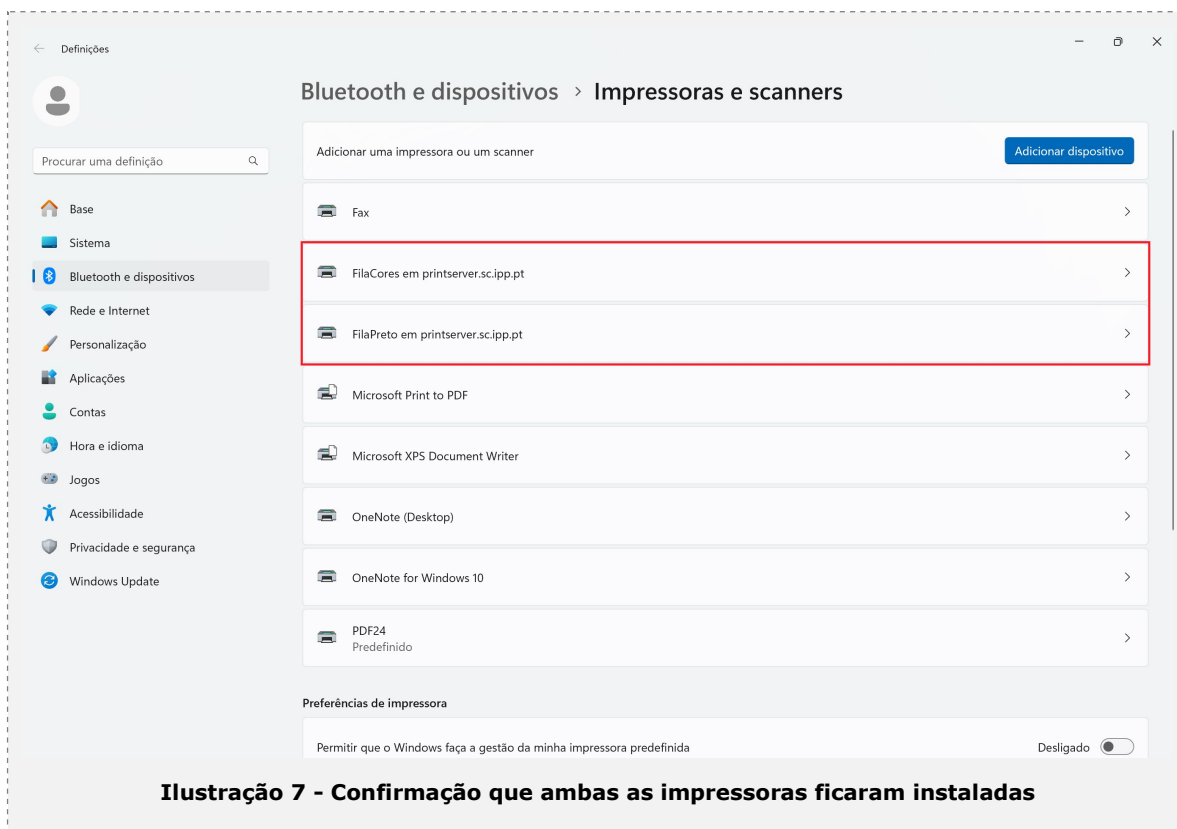 Definições
Bluetooth e dispositivos > Impressoras e scanners
Procurar uma definição
Base
Sistema
Bluetooth e dispositivos
Rede e Internet
Personalização
Aplicações
Contas
Hora e idioma
Jogos
Acessibilidade
Privacidade e segurança
Windows Update
Adicionar uma impressora ou um scanner
Adicionar dispositivo
Fax
FilaCores em printserver.sc.ipp.pt
FilaPreto em printserver.sc.ipp.pt
Microsoft Print to PDF
Microsoft XPS Document Writer
OneNote (Desktop)
OneNote for Windows 10
PDF24
Predefinido
Preferências de impressora
Permitir que o Windows faça a gestão da minha impressora predefinida
Desligado
Ilustração 7 - Confirmação que ambas as impressoras ficaram instaladas